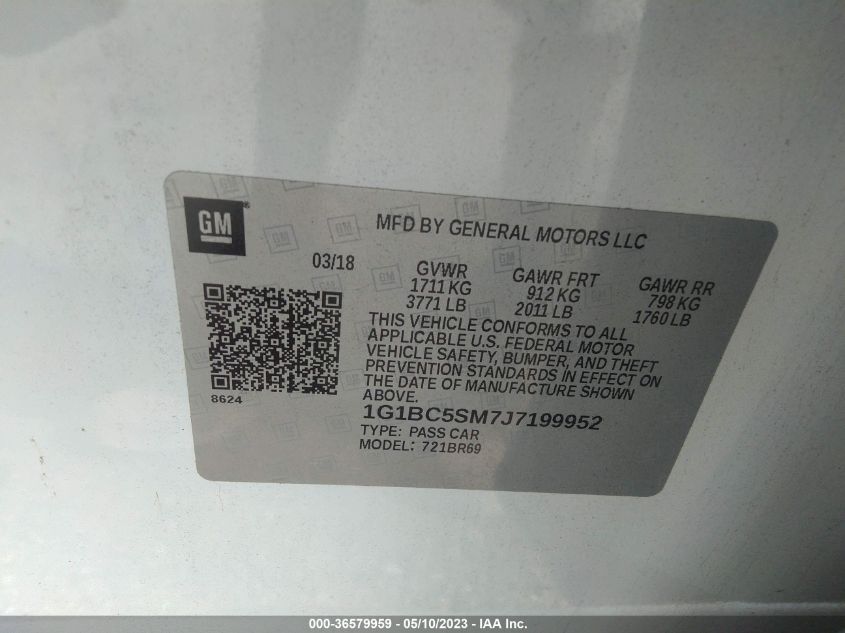 GM
MFD BY GENERAL MOTORS LLC
03/18 GVWR GAWR FRT GAWR RR
1711 KG 912 KG 798 KG
3771 LB 2011 LB 1760 LB
THIS VEHICLE CONFORMS TO ALL
APPLICABLE U.S. FEDERAL MOTOR
VEHICLE SAFETY, BUMPER, AND THEFT
PREVENTION STANDARDS IN EFFECT ON
THE DATE OF MANUFACTURE SHOWN
ABOVE.
8624
1G1BC5SM7J7199952
TYPE: PASS CAR
MODEL: 721BR69
000-36579959 - 05/10/2023 - IAA Inc.